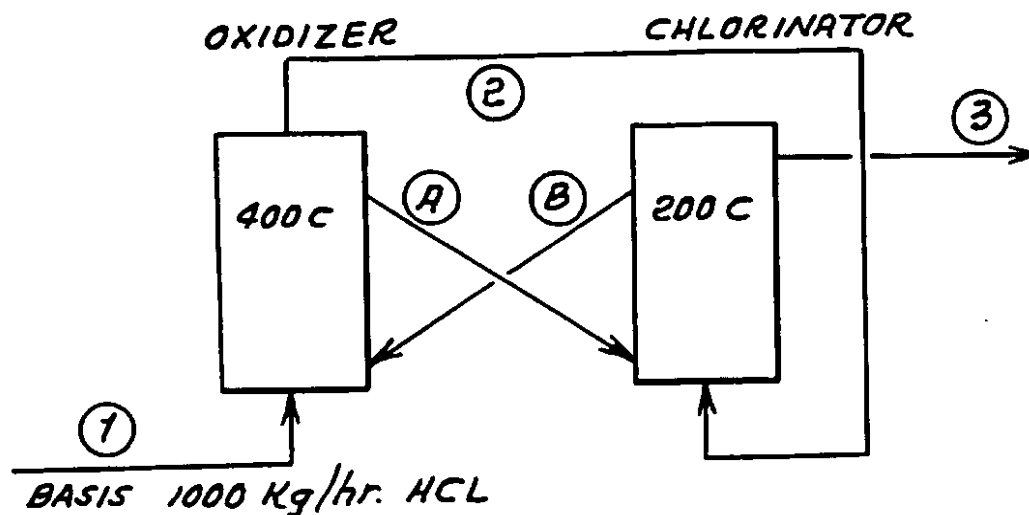 OXIDIZER
CHLORINATOR
2
3
A
B
400 C
200 C
1
BASIS 1000 Kg/hr. HCL